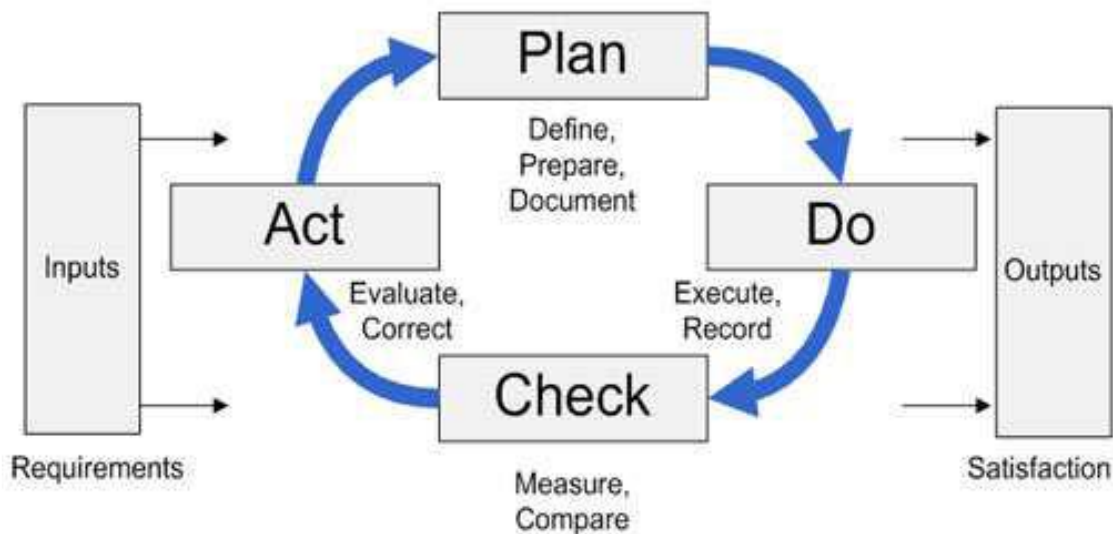 Plan
Define,
Prepare,
Document
Act
Do
Inputs
Outputs
Evaluate,
Correct
Execute,
Record
Check
Requirements
Satisfaction
Measure,
Compare